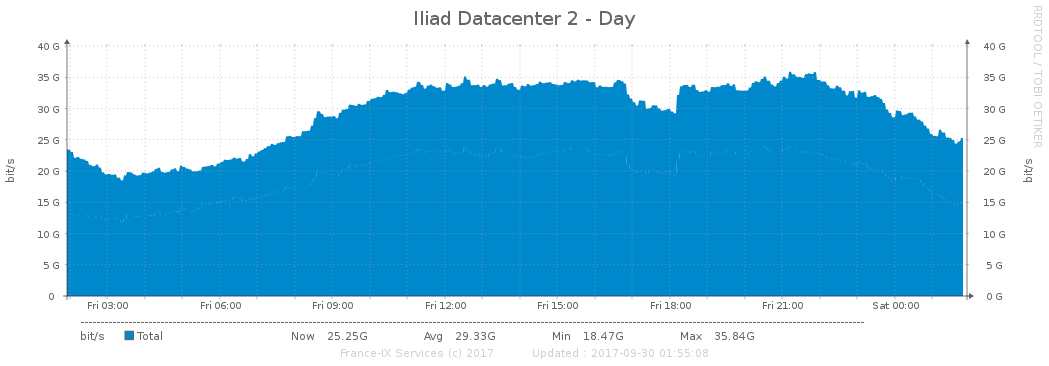 Iliad Datacenter 2 - Day
RRDTOOL / TOBI OETIKER
40 G 40 G
35 G 35 G
30 G 30 G
25 G 25 G
20 G 20 G
15 G 15 G
10 G 10 G
5 G 5 G
0 0 G
bit/s bit/s
Fri 03:00 Fri 06:00 Fri 09:00 Fri 12:00 Fri 15:00 Fri 18:00 Fri 21:00 Sat 00:00
bit/s Total Now 25.25G Avg 29.33G Min 18.47G Max 35.84G
France-IX Services (c) 2017 Updated : 2017-09-30 01:55:08